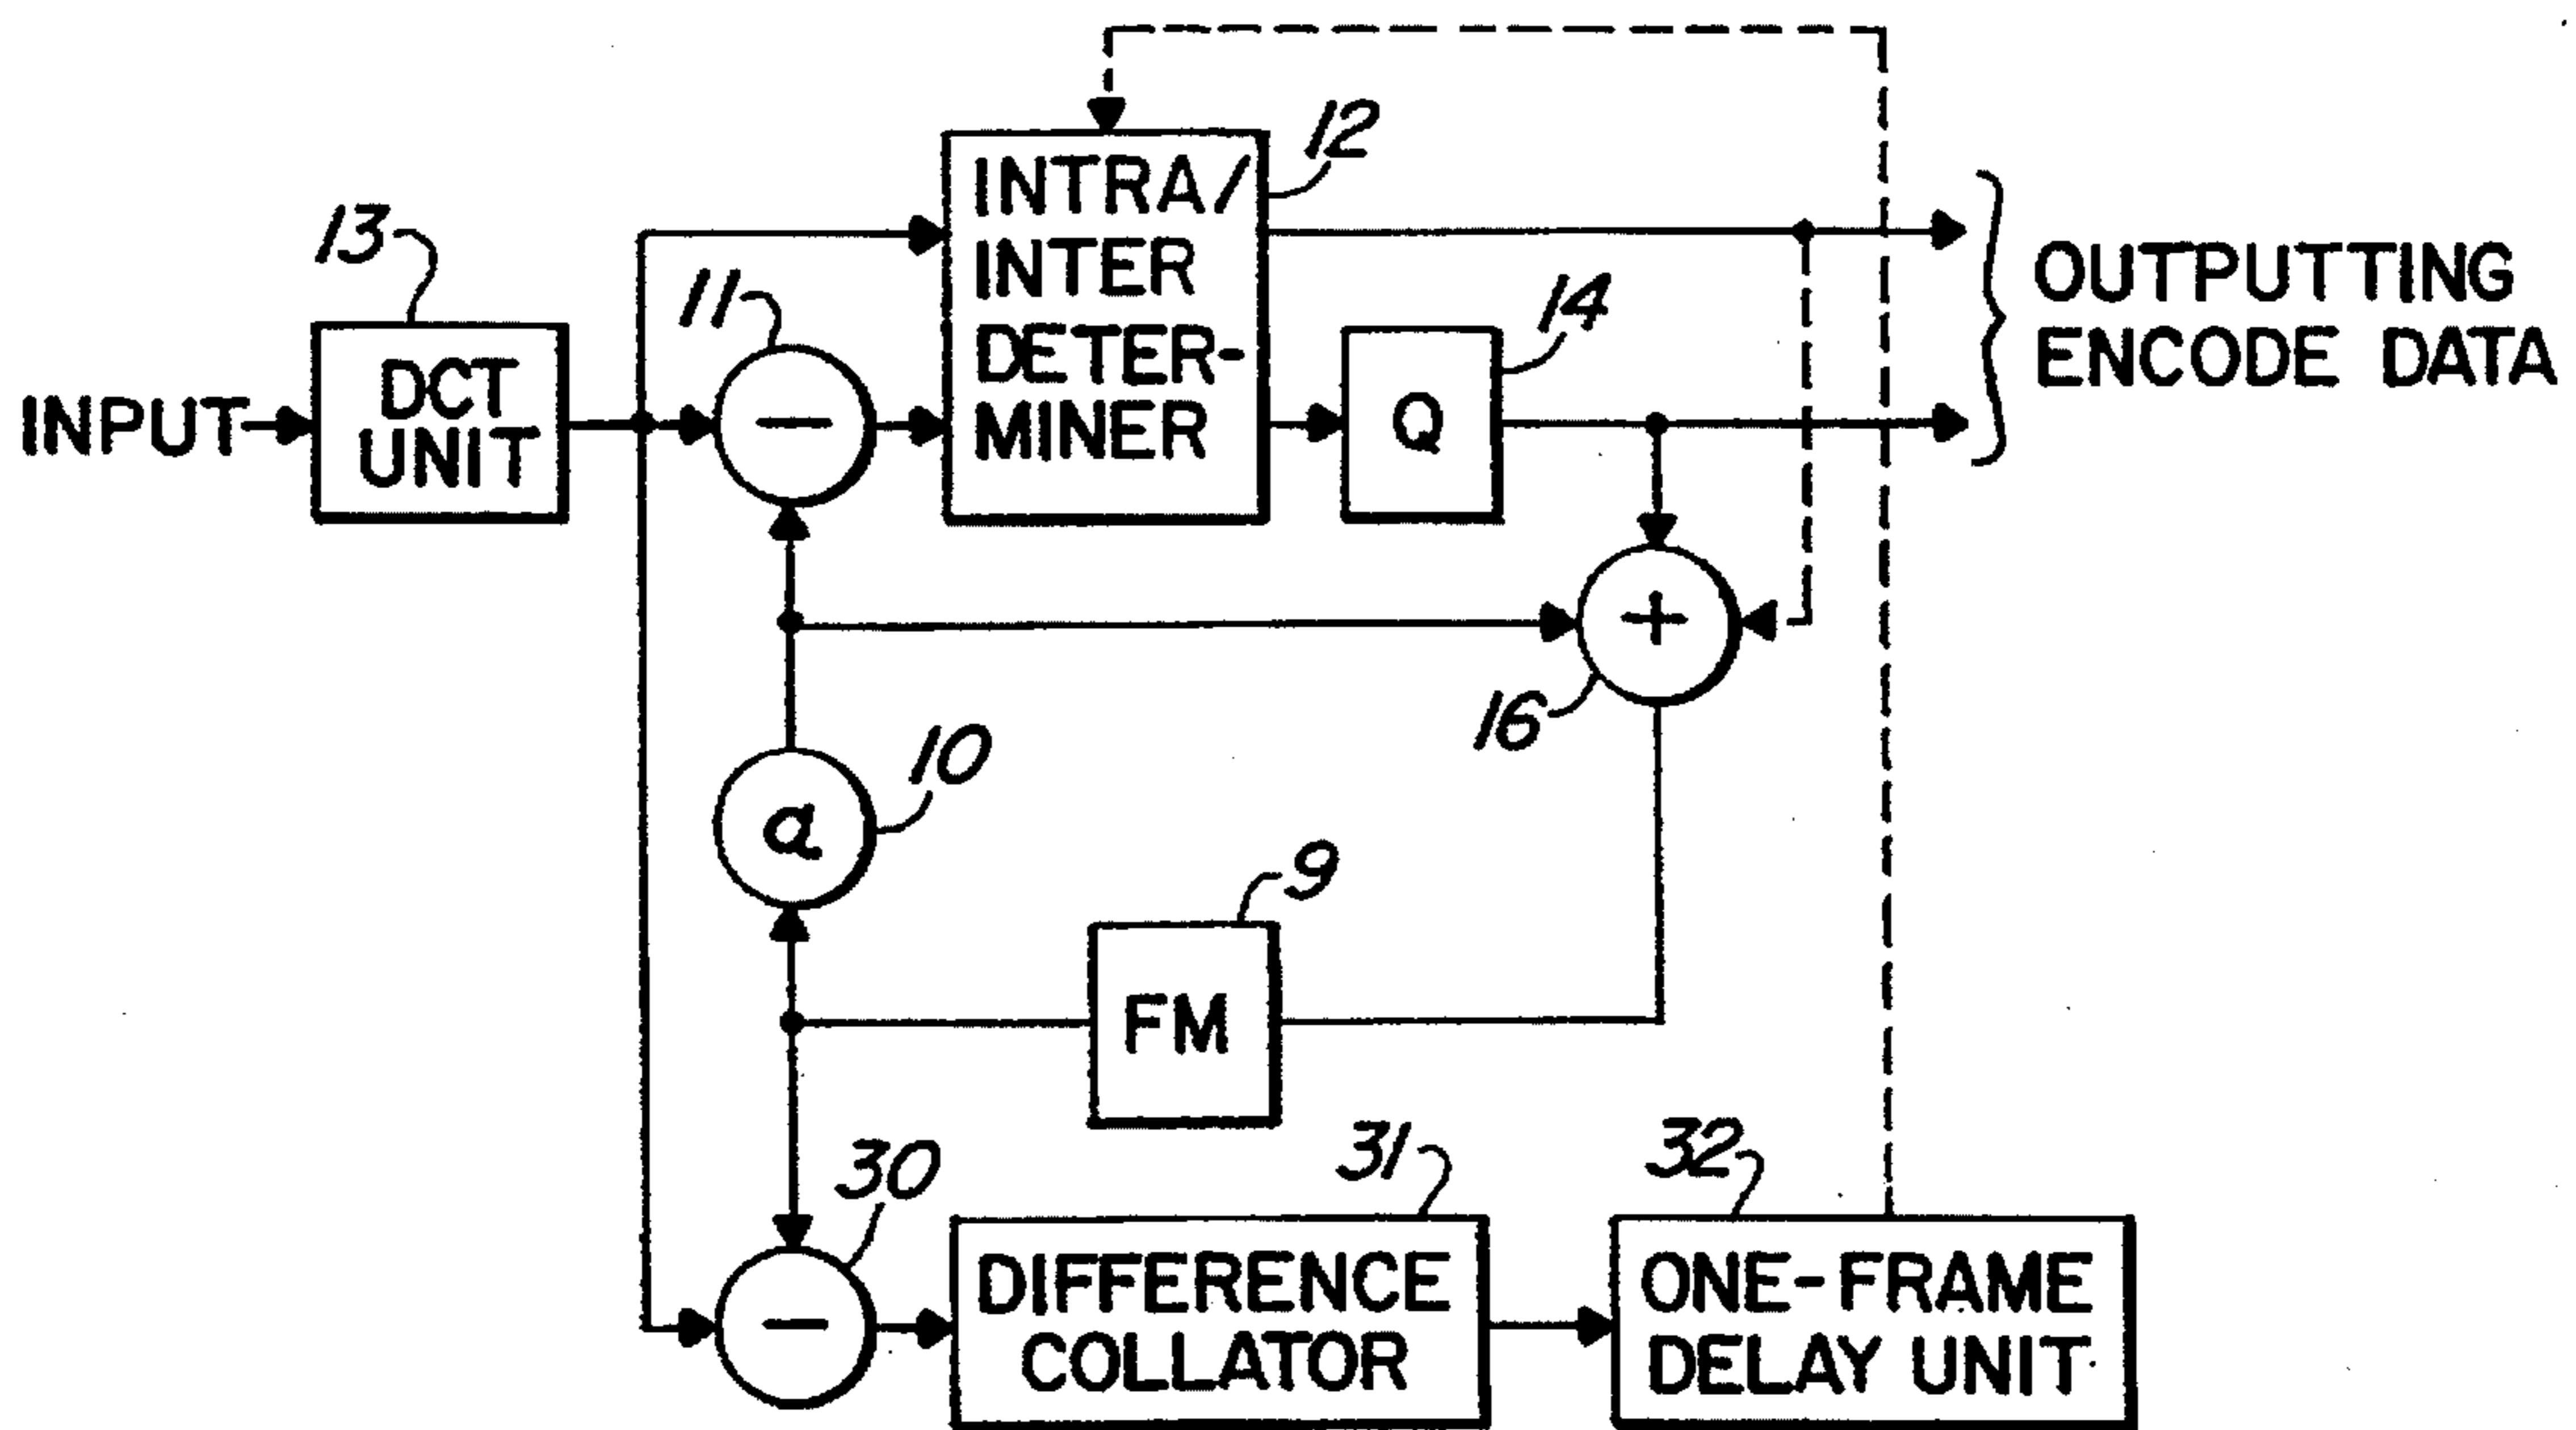 12
INTRA/
INTER
DETER-
MINER
13
DCT
UNIT
INPUT
11
−
14
Q
OUTPUTTING
ENCODE DATA
+
16
10
a
9
FM
30
−
31
DIFFERENCE
COLLATOR
32
ONE-FRAME
DELAY UNIT